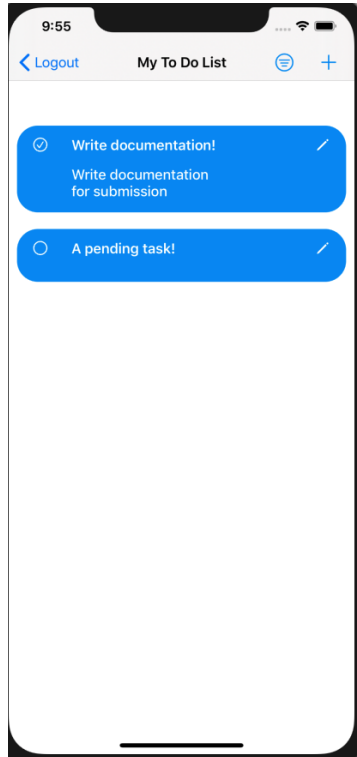 9:55
Logout
My To Do List
Write documentation!
Write documentation
for submission
A pending task!